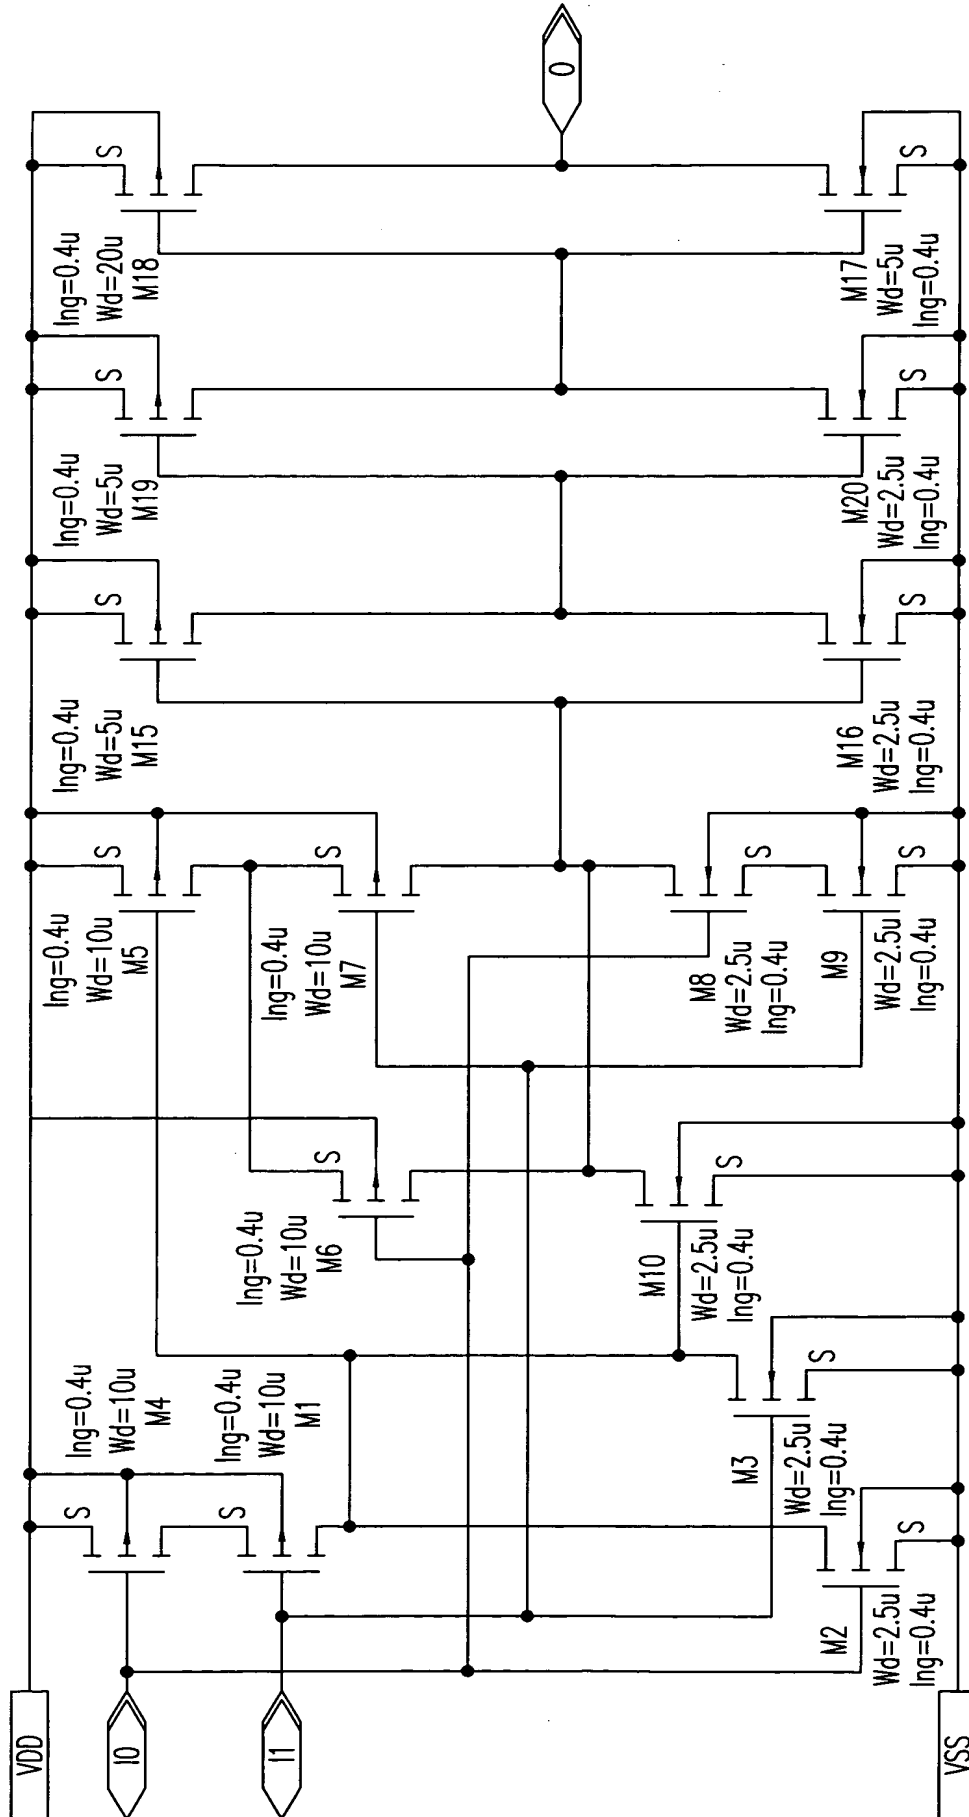 VDD
I0
I1
VSS
lng=0.4u
Wd=10u
M4
S
lng=0.4u
Wd=10u
M1
S
M2
Wd=2.5u
lng=0.4u
S
M3
Wd=2.5u
lng=0.4u
S
lng=0.4u
Wd=10u
M6
S
M10
Wd=2.5u
lng=0.4u
S
lng=0.4u
Wd=10u
M5
S
lng=0.4u
Wd=10u
M7
S
M8
Wd=2.5u
lng=0.4u
S
M9
Wd=2.5u
lng=0.4u
S
lng=0.4u
Wd=5u
M15
S
M16
Wd=2.5u
lng=0.4u
S
lng=0.4u
Wd=5u
M19
S
M20
Wd=2.5u
lng=0.4u
S
lng=0.4u
Wd=20u
M18
S
M17
Wd=5u
lng=0.4u
S
O